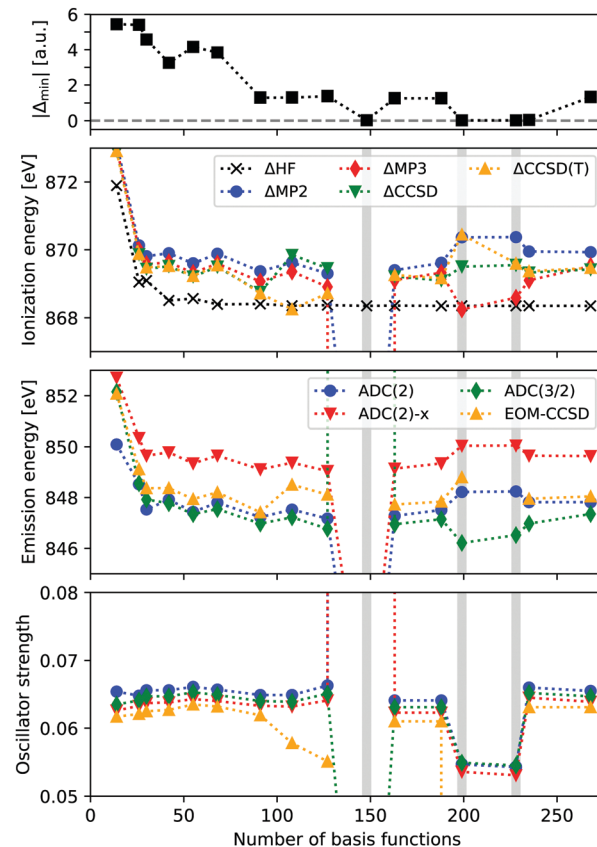 6
4
2
0
|Δmin| [a.u.]
872
870
868
Ionization energy [eV]
ΔHF
ΔMP2
ΔMP3
ΔCCSD
ΔCCSD(T)
852
850
848
846
Emission energy [eV]
ADC(2)
ADC(2)-x
ADC(3/2)
EOM-CCSD
0.08
0.07
0.06
0.05
Oscillator strength
0 50 100 150 200 250
Number of basis functions